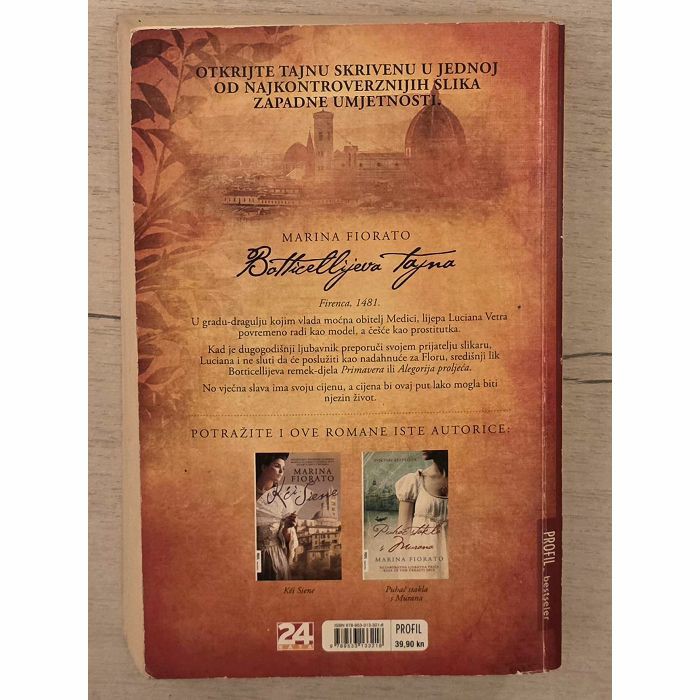 OTKRIJTE TAJNU SKRIVENU U JEDNOJ
OD NAJKONTROVERZNIJIH SLIKA
ZAPADNE UMJETNOSTI.
MARINA FIORATO
Botticellijeva tajna
Firenca, 1481.
U gradu-dragulju kojim vlada moćna obitelj Medici, lijepa Luciana Vetra
povremeno radi kao model, a češće kao prostitutka.
Kad je dugogodišnji ljubavnik preporuči svojem prijatelju slikaru,
Luciana i ne sluti da će poslužiti kao nadahnuće za Floru, središnji lik
Botticellijeva remek-djela Primavera ili Alegorija proljeća.
No vječna slava ima svoju cijenu, a cijena bi ovaj put lako mogla biti
njezin život.
POTRAŽITE I OVE ROMANE ISTE AUTORICE:
MARINA
FIORATO
Kći Siene
Puhač stakla
s Murana
MARINA FIORATO
Kći Siene
Puhač stakla
s Murana
24
SATA
PROFIL
39,90 kn
PROFIL bestseler